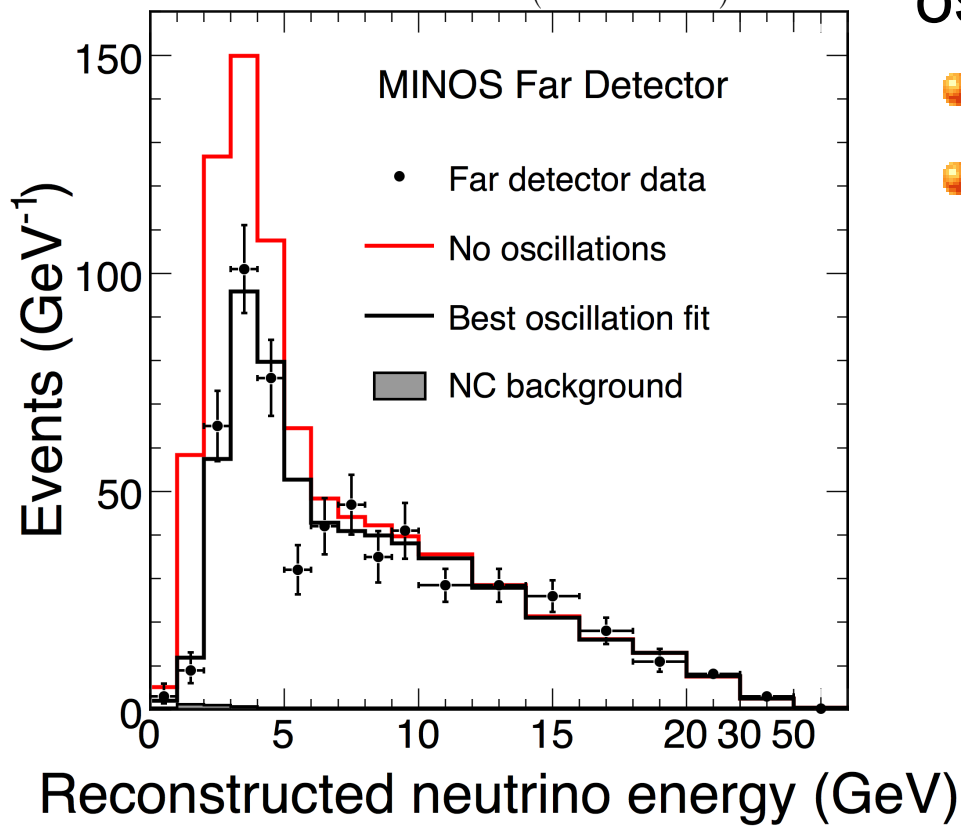 150
MINOS Far Detector
Far detector data
No oscillations
100
Best oscillation fit
NC background
50
0
Events (GeV-1)
0 5 10 15 20 30 50
Reconstructed neutrino energy (GeV)